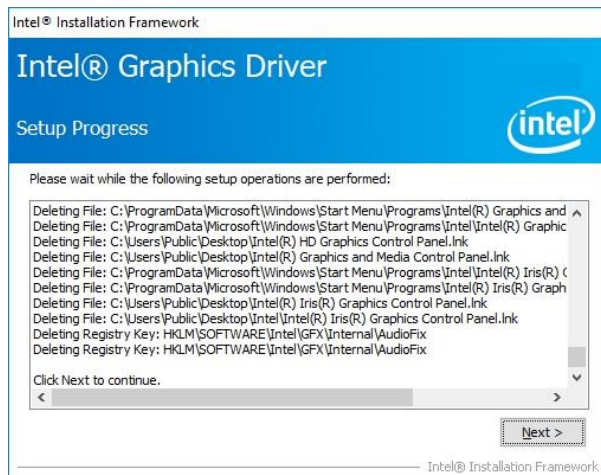 Intel® Installation Framework
Intel® Graphics Driver
Setup Progress
intel
Please wait while the following setup operations are performed:
Deleting File: C:\ProgramData\Microsoft\Windows\Start Menu\Programs\Intel(R) Graphics and
Deleting File: C:\ProgramData\Microsoft\Windows\Start Menu\Programs\Intel\Intel(R) Graphic
Deleting File: C:\Users\Public\Desktop\Intel(R) HD Graphics Control Panel.lnk
Deleting File: C:\Users\Public\Desktop\Intel(R) Graphics and Media Control Panel.lnk
Deleting File: C:\ProgramData\Microsoft\Windows\Start Menu\Programs\Intel\Intel(R) Iris(R) G
Deleting File: C:\ProgramData\Microsoft\Windows\Start Menu\Programs\Intel(R) Iris(R) Graph
Deleting File: C:\Users\Public\Desktop\Intel(R) Iris(R) Graphics Control Panel.lnk
Deleting File: C:\Users\Public\Desktop\Intel\Intel(R) Iris(R) Graphics Control Panel.lnk
Deleting Registry Key: HKLM\SOFTWARE\Intel\GFX\Internal\AudioFix
Deleting Registry Key: HKLM\SOFTWARE\Intel\GFX\Internal\AudioFix
Click Next to continue.
Next >
Intel® Installation Framework